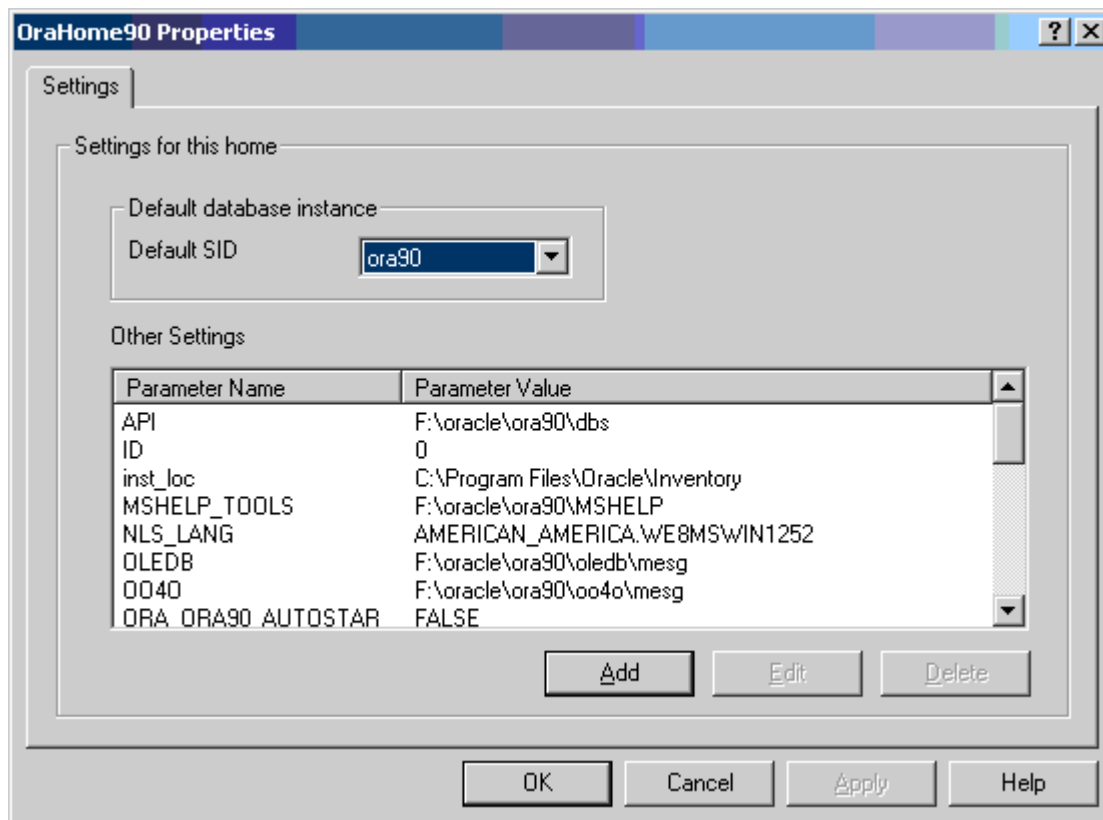 OraHome90 Properties
Settings
Settings for this home
Default database instance
Default SID ora90
Other Settings
Parameter Name Parameter Value
API F:\oracle\ora90\dbs
ID 0
inst_loc C:\Program Files\Oracle\Inventory
MSHELP_TOOLS F:\oracle\ora90\MSHELP
NLS_LANG AMERICAN_AMERICA.WE8MSWIN1252
OLEDB F:\oracle\ora90\oledb\mesg
OO4O F:\oracle\ora90\oo4o\mesg
ORA_ORA90_AUTOSTAR FALSE
Add Edit Delete
OK Cancel Apply Help